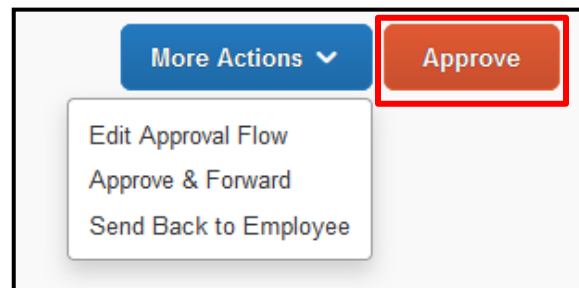 More Actions
Approve
Edit Approval Flow
Approve & Forward
Send Back to Employee